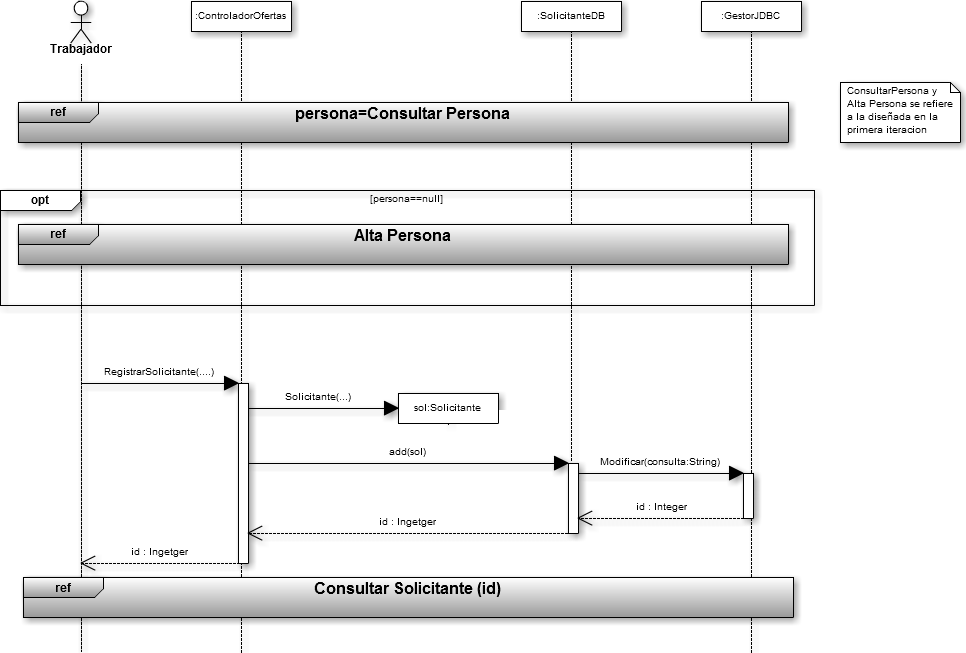 :ControladorOfertas
:SolicitanteDB
:GestorJDBC
Trabajador
ref
persona=Consultar Persona
ConsultarPersona y
Alta Persona se refiere
a la diseñada en la
primera iteracion
opt
[persona==null]
ref
Alta Persona
RegistrarSolicitante(....)
Solicitante(...)
sol:Solicitante
add(sol)
Modificar(consulta:String)
id : Integer
id : Ingetger
id : Ingetger
ref
Consultar Solicitante (id)